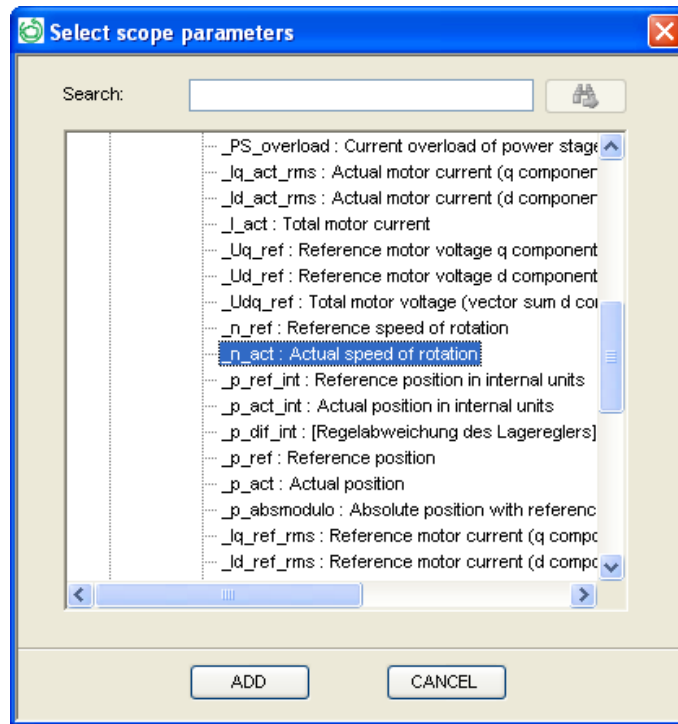 Select scope parameters
Search:
_PS_overload : Current overload of power stage
_Iq_act_rms : Actual motor current (q componen
_Id_act_rms : Actual motor current (d componen
_I_act : Total motor current
_Uq_ref : Reference motor voltage q component
_Ud_ref : Reference motor voltage d component
_Udq_ref : Total motor voltage (vector sum d co
_n_ref : Reference speed of rotation
_n_act : Actual speed of rotation
_p_ref_int : Reference position in internal units
_p_act_int : Actual position in internal units
_p_dif_int : [Regelabweichung des Lagereglers]
_p_ref : Reference position
_p_act : Actual position
_p_absmodulo : Absolute position with referenc
_Iq_ref_rms : Reference motor current (q compo
_Id_ref_rms : Reference motor current (d compo
ADD
CANCEL